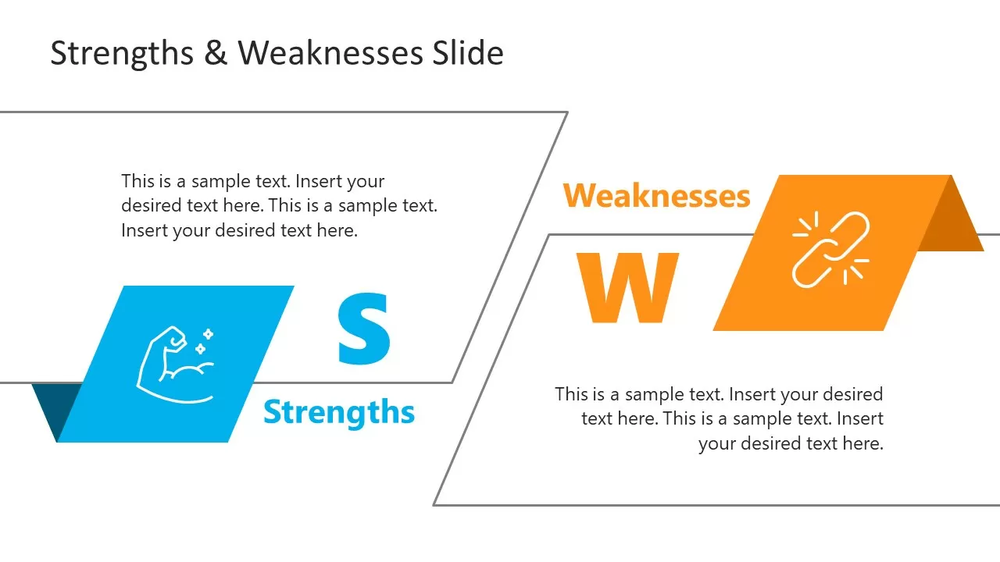 Strengths & Weaknesses Slide
This is a sample text. Insert your
desired text here. This is a sample text.
Insert your desired text here.
S
Strengths
Weaknesses
W
This is a sample text. Insert your desired
text here. This is a sample text. Insert
your desired text here.